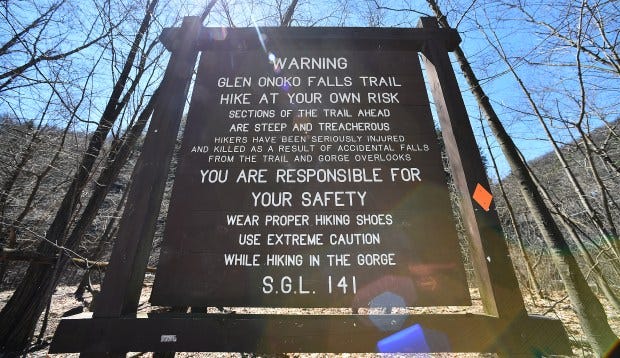 WARNING
GLEN ONOKO FALLS TRAIL
HIKE AT YOUR OWN RISK
SECTIONS OF THE TRAIL AHEAD
ARE STEEP AND TREACHEROUS
HIKERS HAVE BEEN SERIOUSLY INJURED
AND KILLED AS A RESULT OF ACCIDENTAL FALLS
FROM THE TRAIL AND GORGE OVERLOOKS
YOU ARE RESPONSIBLE FOR
YOUR SAFETY
WEAR PROPER HIKING SHOES
USE EXTREME CAUTION
WHILE HIKING IN THE GORGE
S.G.L. 141